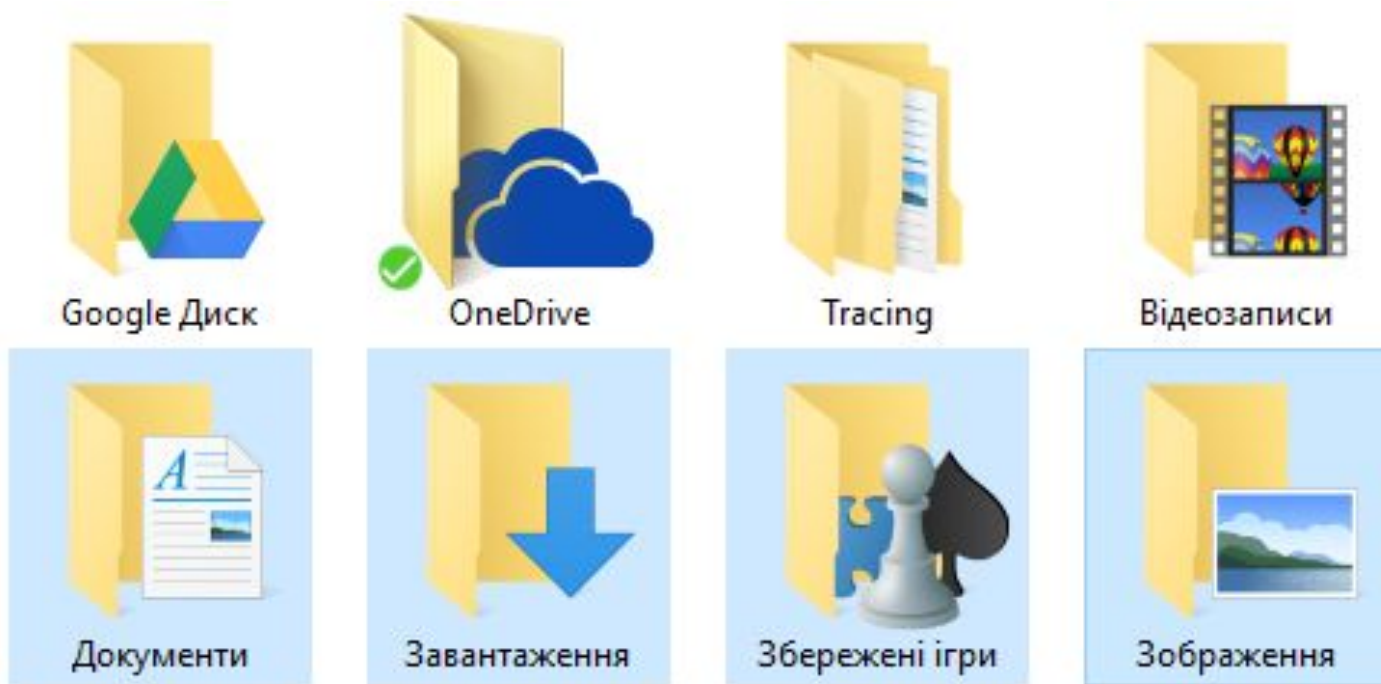 Google Диск
OneDrive
Tracing
Відеозаписи
Документи
Завантаження
Збережені ігри
Зображення